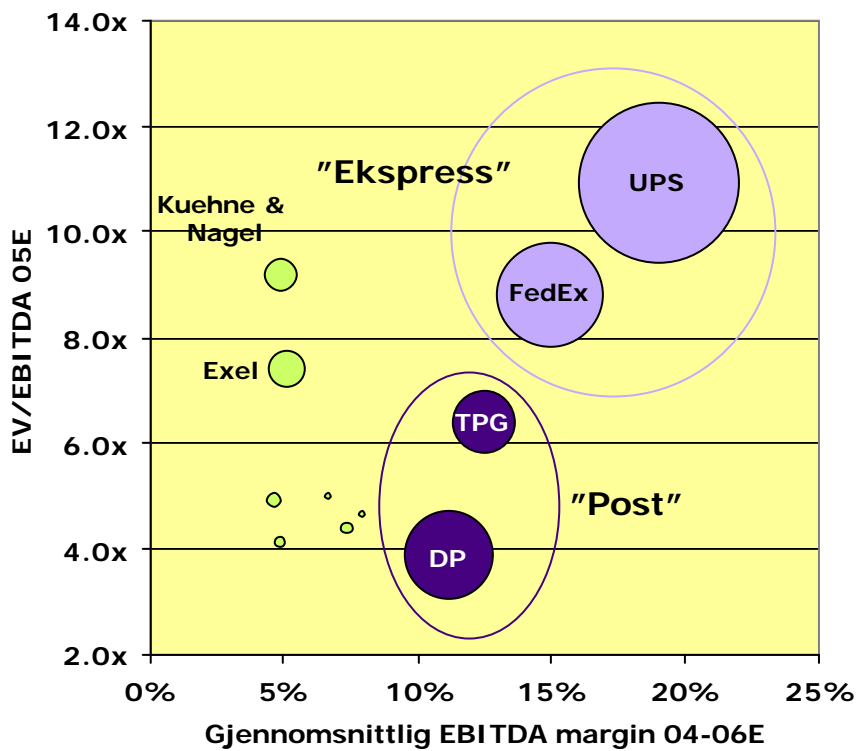 14.0x
12.0x
10.0x
8.0x
6.0x
4.0x
2.0x
EV/EBITDA 05E
"Ekspress"
UPS
Kuehne &
Nagel
FedEx
Exel
TPG
"Post"
DP
0%
5%
10%
15%
20%
25%
Gjennomsnittlig EBITDA margin 04-06E